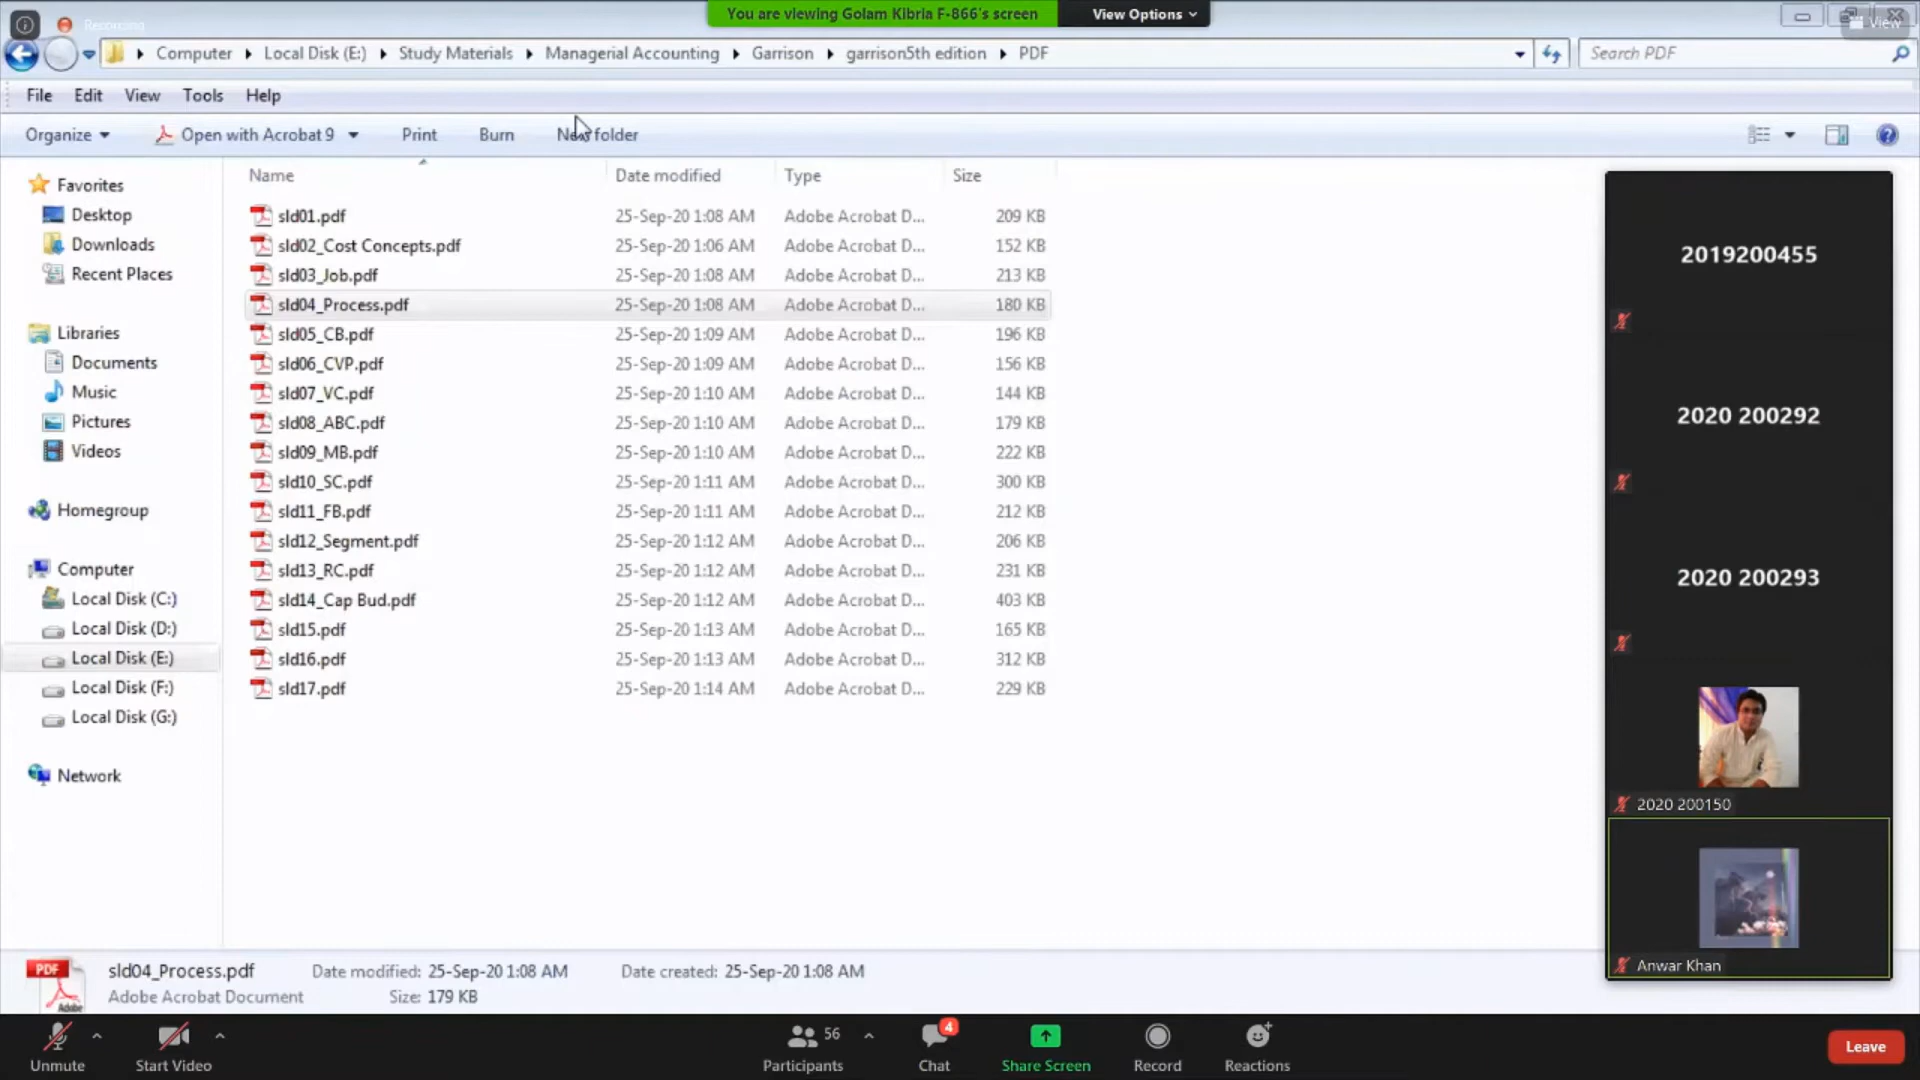 Recording
You are viewing Golam Kibria F-866's screen
View Options
View
Computer Local Disk (E:) Study Materials Managerial Accounting Garrison garrison5th edition PDF
Search PDF
File Edit View Tools Help
Organize Open with Acrobat 9 Print Burn New folder
Name Date modified Type Size
sld01.pdf 25-Sep-20 1:08 AM Adobe Acrobat D... 209 KB
sld02_Cost Concepts.pdf 25-Sep-20 1:06 AM Adobe Acrobat D... 152 KB
sld03_Job.pdf 25-Sep-20 1:08 AM Adobe Acrobat D... 213 KB
sld04_Process.pdf 25-Sep-20 1:08 AM Adobe Acrobat D... 180 KB
sld05_CB.pdf 25-Sep-20 1:09 AM Adobe Acrobat D... 196 KB
sld06_CVP.pdf 25-Sep-20 1:09 AM Adobe Acrobat D... 156 KB
sld07_VC.pdf 25-Sep-20 1:10 AM Adobe Acrobat D... 144 KB
sld08_ABC.pdf 25-Sep-20 1:10 AM Adobe Acrobat D... 179 KB
sld09_MB.pdf 25-Sep-20 1:10 AM Adobe Acrobat D... 222 KB
sld10_SC.pdf 25-Sep-20 1:11 AM Adobe Acrobat D... 300 KB
sld11_FB.pdf 25-Sep-20 1:11 AM Adobe Acrobat D... 212 KB
sld12_Segment.pdf 25-Sep-20 1:12 AM Adobe Acrobat D... 206 KB
sld13_RC.pdf 25-Sep-20 1:12 AM Adobe Acrobat D... 231 KB
sld14_Cap Bud.pdf 25-Sep-20 1:12 AM Adobe Acrobat D... 403 KB
sld15.pdf 25-Sep-20 1:13 AM Adobe Acrobat D... 165 KB
sld16.pdf 25-Sep-20 1:13 AM Adobe Acrobat D... 312 KB
sld17.pdf 25-Sep-20 1:14 AM Adobe Acrobat D... 229 KB
Favorites
Desktop
Downloads
Recent Places
Libraries
Documents
Music
Pictures
Videos
Homegroup
Computer
Local Disk (C:)
Local Disk (D:)
Local Disk (E:)
Local Disk (F:)
Local Disk (G:)
Network
2019200455
2020 200292
2020 200293
2020 200150
Anwar Khan
PDF
Adobe
sld04_Process.pdf Date modified: 25-Sep-20 1:08 AM Date created: 25-Sep-20 1:08 AM
Adobe Acrobat Document Size: 179 KB
Unmute
Start Video
56
Participants
4
Chat
Share Screen
Record
Reactions
Leave